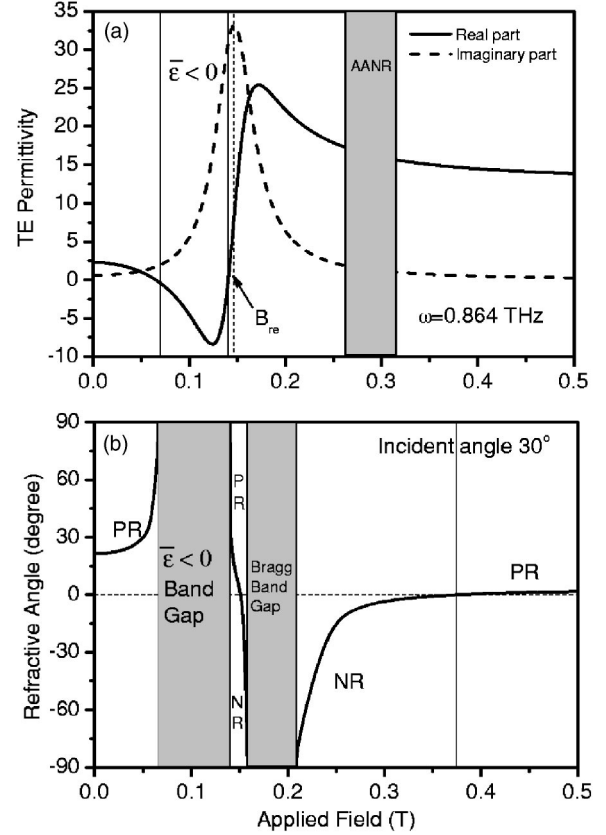 (a)
Real part
Imaginary part
ε̅ < 0
AANR
B_re
ω=0.864 THz
TE Permittivity
35
30
25
20
15
10
5
0
-5
-10
0.0 0.1 0.2 0.3 0.4 0.5
(b)
Incident angle 30°
PR
ε̅ < 0
Band
Gap
P
R
N
R
Bragg
Band
Gap
NR
PR
Refractive Angle (degree)
90
60
30
0
-30
-60
-90
0.0 0.1 0.2 0.3 0.4 0.5
Applied Field (T)